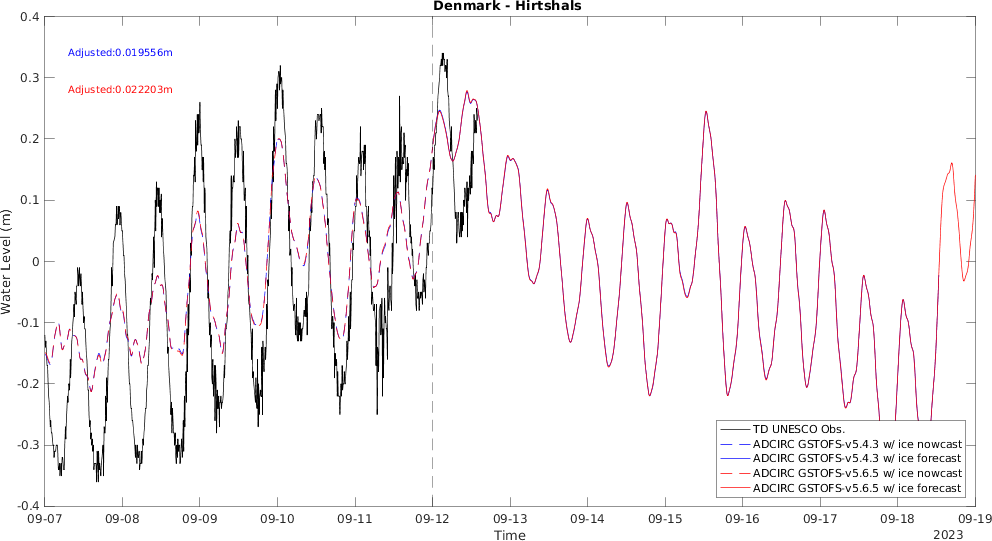 Denmark - Hirtshals
0.4
0.3
0.2
0.1
0
-0.1
-0.2
-0.3
-0.4
Water Level (m)
Adjusted:0.019556m
Adjusted:0.022203m
TD UNESCO Obs.
ADCIRC GSTOFS-v5.4.3 w/ ice nowcast
ADCIRC GSTOFS-v5.4.3 w/ ice forecast
ADCIRC GSTOFS-v5.6.5 w/ ice nowcast
ADCIRC GSTOFS-v5.6.5 w/ ice forecast
09-07 09-08 09-09 09-10 09-11 09-12 09-13 09-14 09-15 09-16 09-17 09-18 09-19
Time
2023